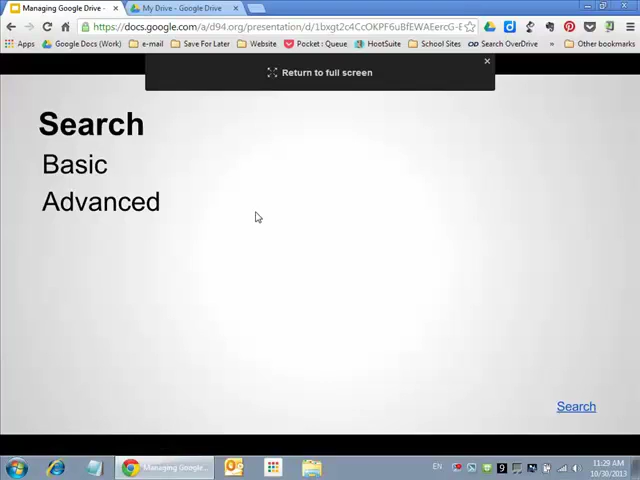 Managing Google Drive -
My Drive - Google Drive
https://docs.google.com/a/d94.org/presentation/d/1bxgt2c4CcOKPF6uBfEWAEercG-E
Apps
Google Docs (Work)
e-mail
Save For Later
Website
Pocket : Queue
HootSuite
School Sites
Search OverDrive
Other bookmarks
Return to full screen
Search
Basic
Advanced
Search
Managing Google...
EN
11:29 AM
10/30/2013